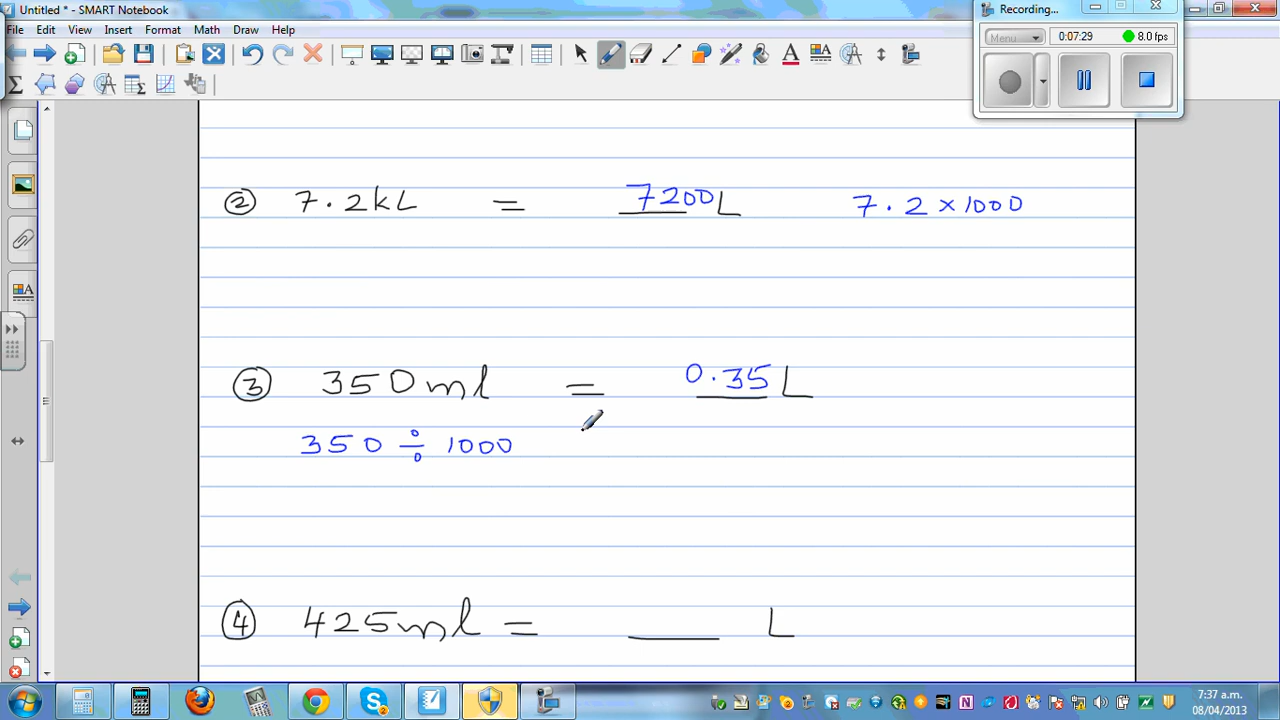 Untitled * - SMART Notebook
File Edit View Insert Format Math Draw Help
Recording...
Menu 0:07:29 8.0 fps
② 7.2kL = 7200L 7.2 × 1000
③ 350ml = 0.35 L
350 ÷ 1000
④ 425ml = ___ L
7:37 a.m.
08/04/2013